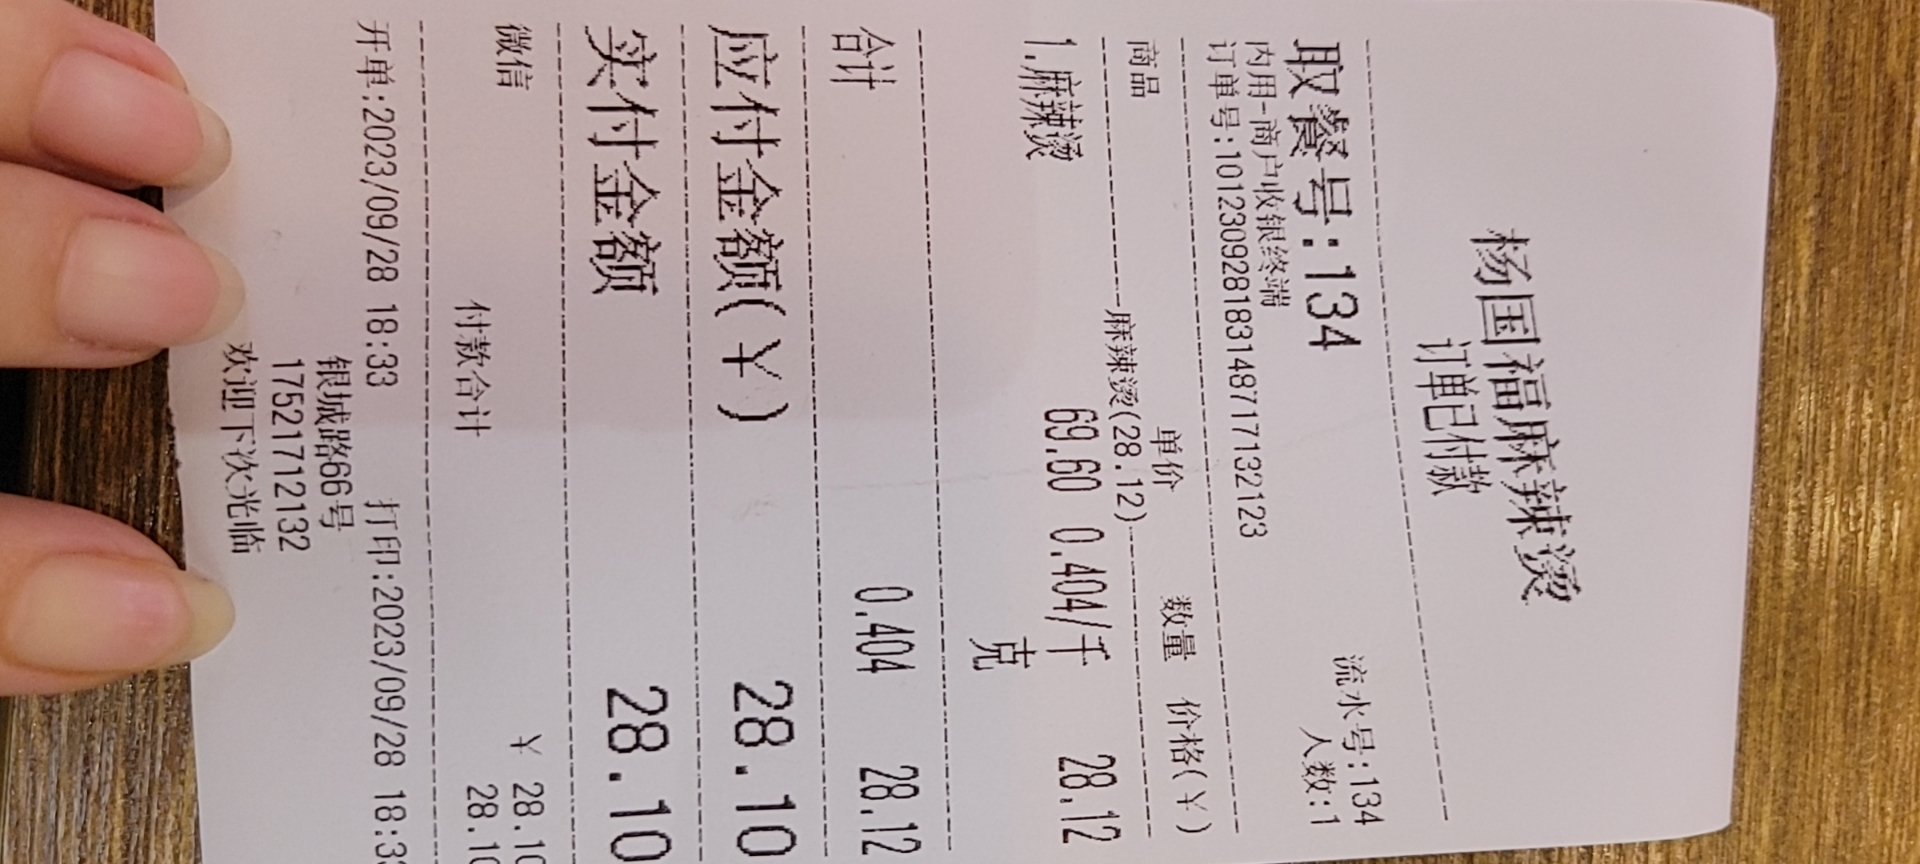 杨国福麻辣烫
订单已付款
流水号:134
取餐号:134 人数:1
内用-商户收银终端
订单号:101230928183148717132123
商品 单价 数量 价格(¥)
麻辣烫(28.12)
1.麻辣烫 69.60 0.404/千 28.12
克
合计 0.404 28.12
应付金额(¥) 28.10
实付金额 28.10
微信 ¥ 28.10
付款合计 28.10
开单:2023/09/28 18:33 打印:2023/09/28 18:33
银城路66号
17521712132
欢迎下次光临